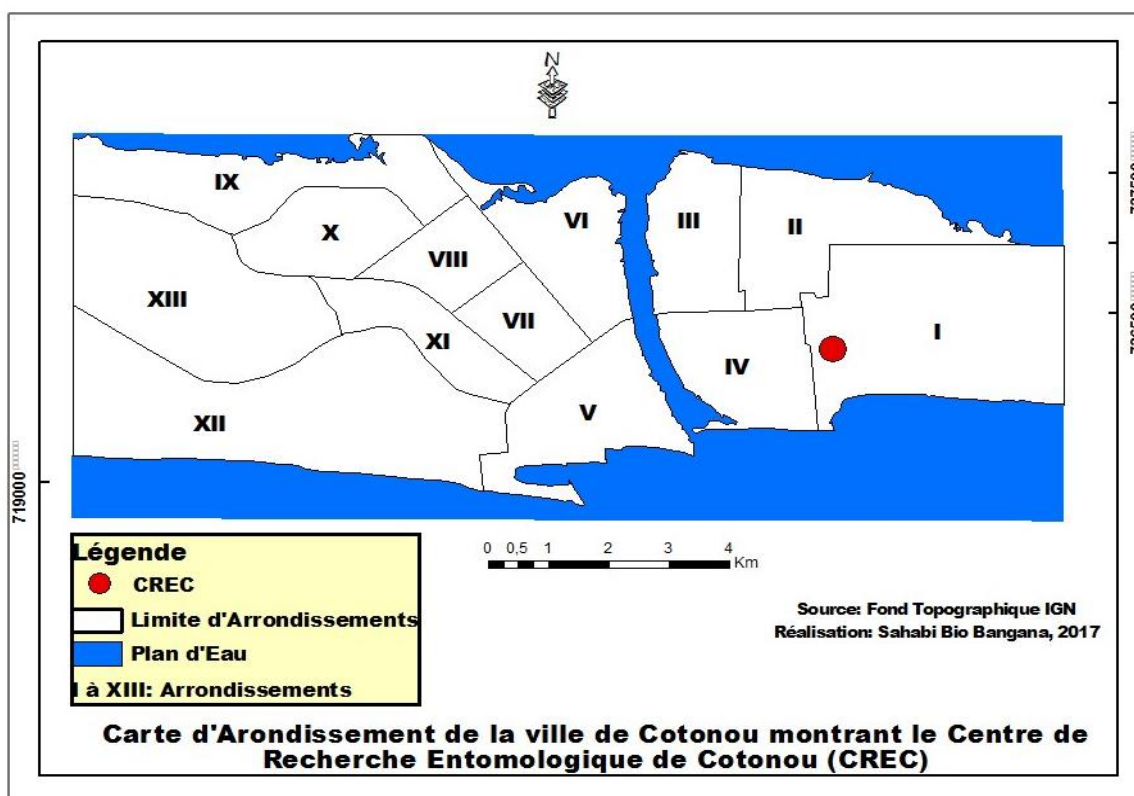 N
IX
X
VI
III
II
VIII
XIII
VII
XI
I
IV
XII
V
719000
Légende
CREC
Limite d'Arrondissements
Plan d'Eau
I à XIII: Arrondissements
0 0,5 1 2 3 4
Km
Source: Fond Topographique IGN
Réalisation: Sahabi Bio Bangana, 2017
Carte d'Arondissement de la ville de Cotonou montrant le Centre de
Recherche Entomologique de Cotonou (CREC)